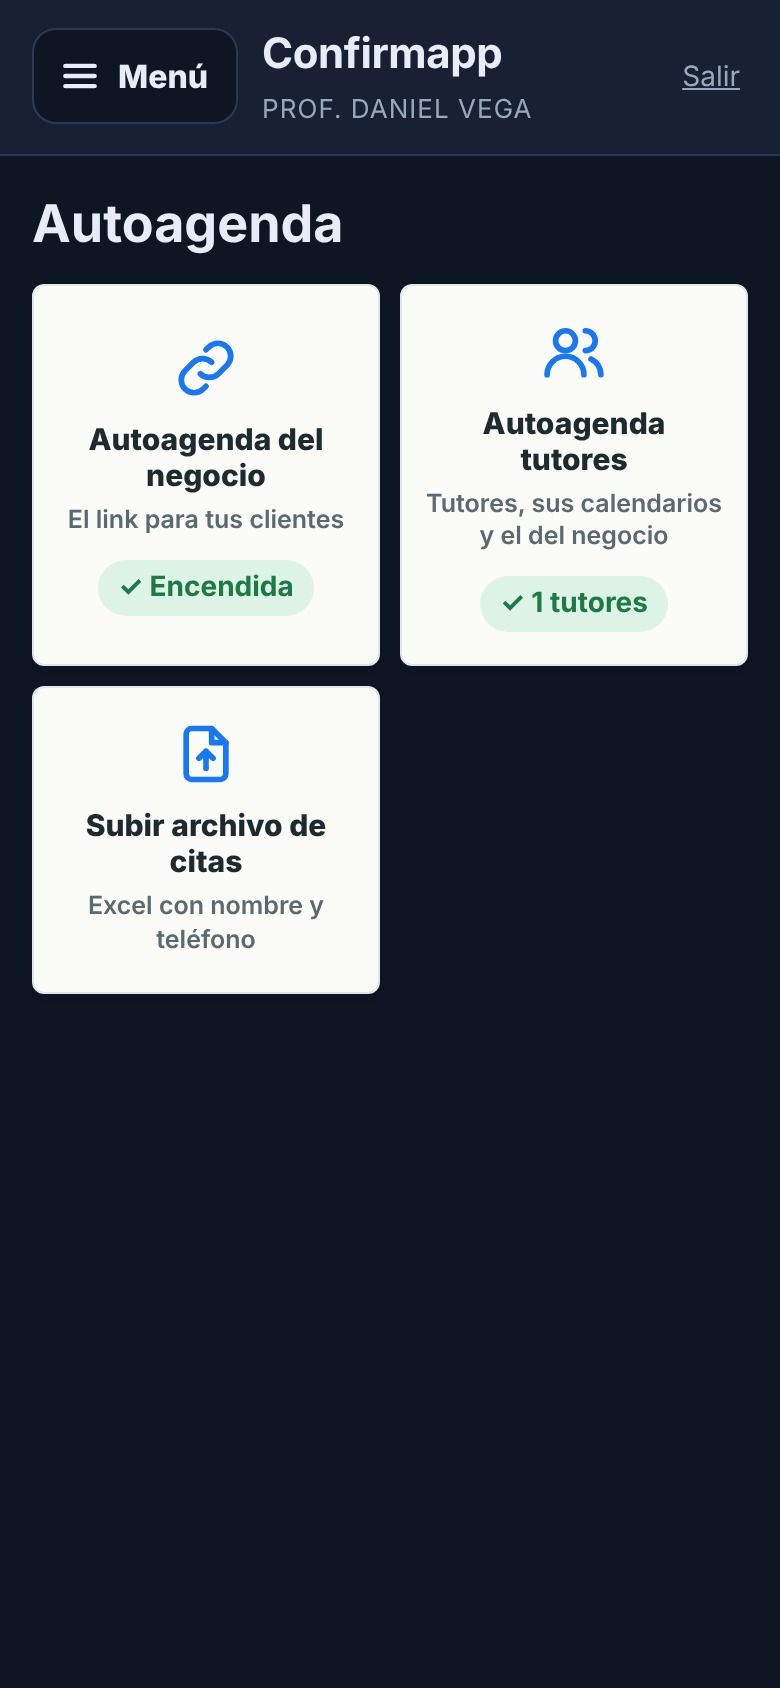 Menú
Confirmapp
PROF. DANIEL VEGA
Salir
Autoagenda
Autoagenda del
negocio
El link para tus clientes
✓ Encendida
Autoagenda
tutores
Tutores, sus calendarios
y el del negocio
✓ 1 tutores
Subir archivo de
citas
Excel con nombre y
teléfono